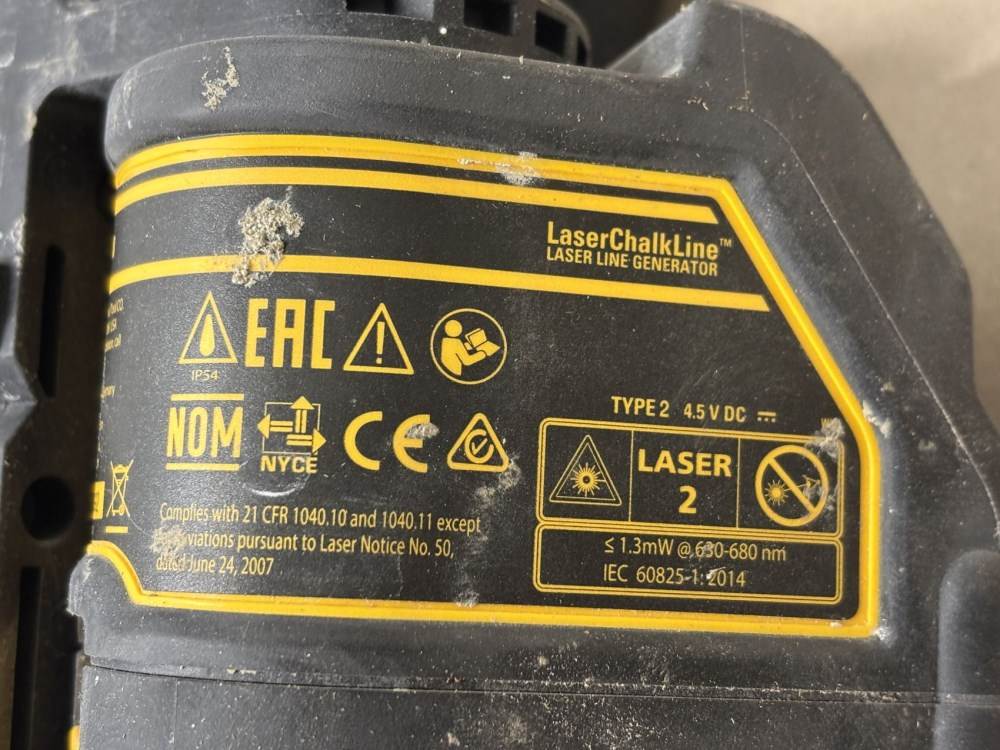 LaserChalkLine™
LASER LINE GENERATOR
IP54
EAC
NOM
NYCE
CE
TYPE 2 4.5 V DC
LASER
2
≤ 1.3mW @ 630-680 nm
IEC 60825-1: 2014
Complies with 21 CFR 1040.10 and 1040.11 except
deviations pursuant to Laser Notice No. 50,
dated June 24, 2007